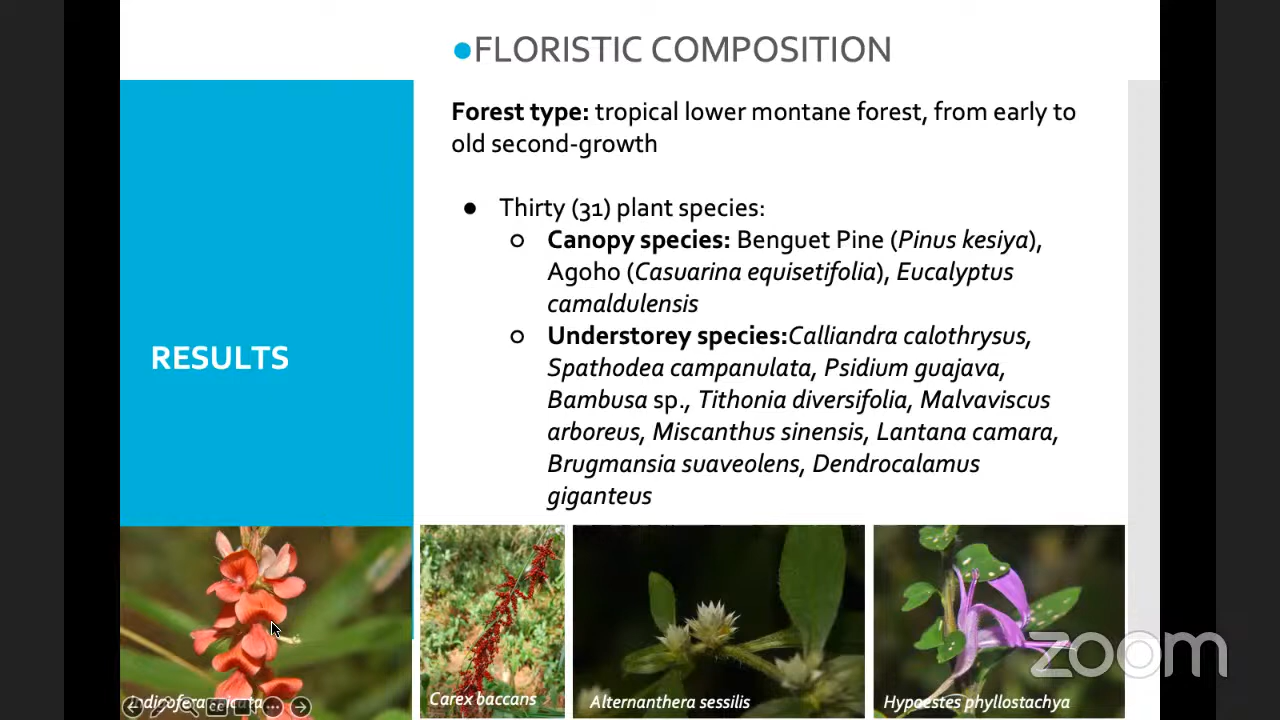 ●FLORISTIC COMPOSITION
Forest type: tropical lower montane forest, from early to
old second-growth
● Thirty (31) plant species:
○ Canopy species: Benguet Pine (Pinus kesiya),
Agoho (Casuarina equisetifolia), Eucalyptus
camaldulensis
○ Understorey species:Calliandra calothrysus,
Spathodea campanulata, Psidium guajava,
Bambusa sp., Tithonia diversifolia, Malvaviscus
arboreus, Miscanthus sinensis, Lantana camara,
Brugmansia suaveolens, Dendrocalamus
giganteus
RESULTS
Carex baccans
Alternanthera sessilis
Hypoestes phyllostachya
zoom